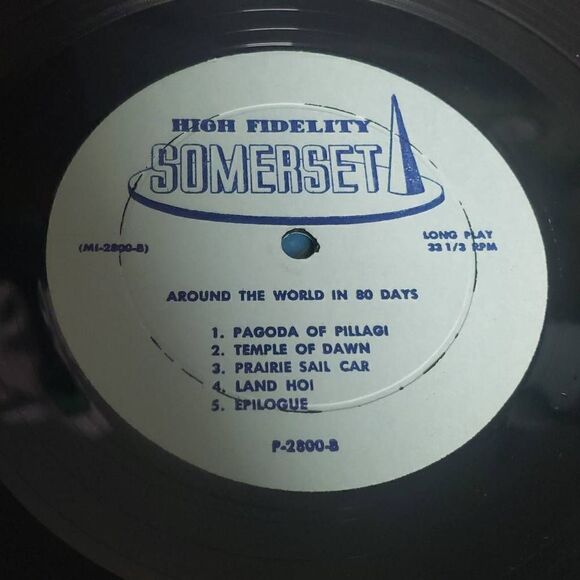 HIGH FIDELITY
SOMERSET
(MI-2800-B)
LONG PLAY
33 1/3 RPM
AROUND THE WORLD IN 80 DAYS
1. PAGODA OF PILLAGI
2. TEMPLE OF DAWN
3. PRAIRIE SAIL CAR
4. LAND HOI
5. EPILOGUE
P-2800-B